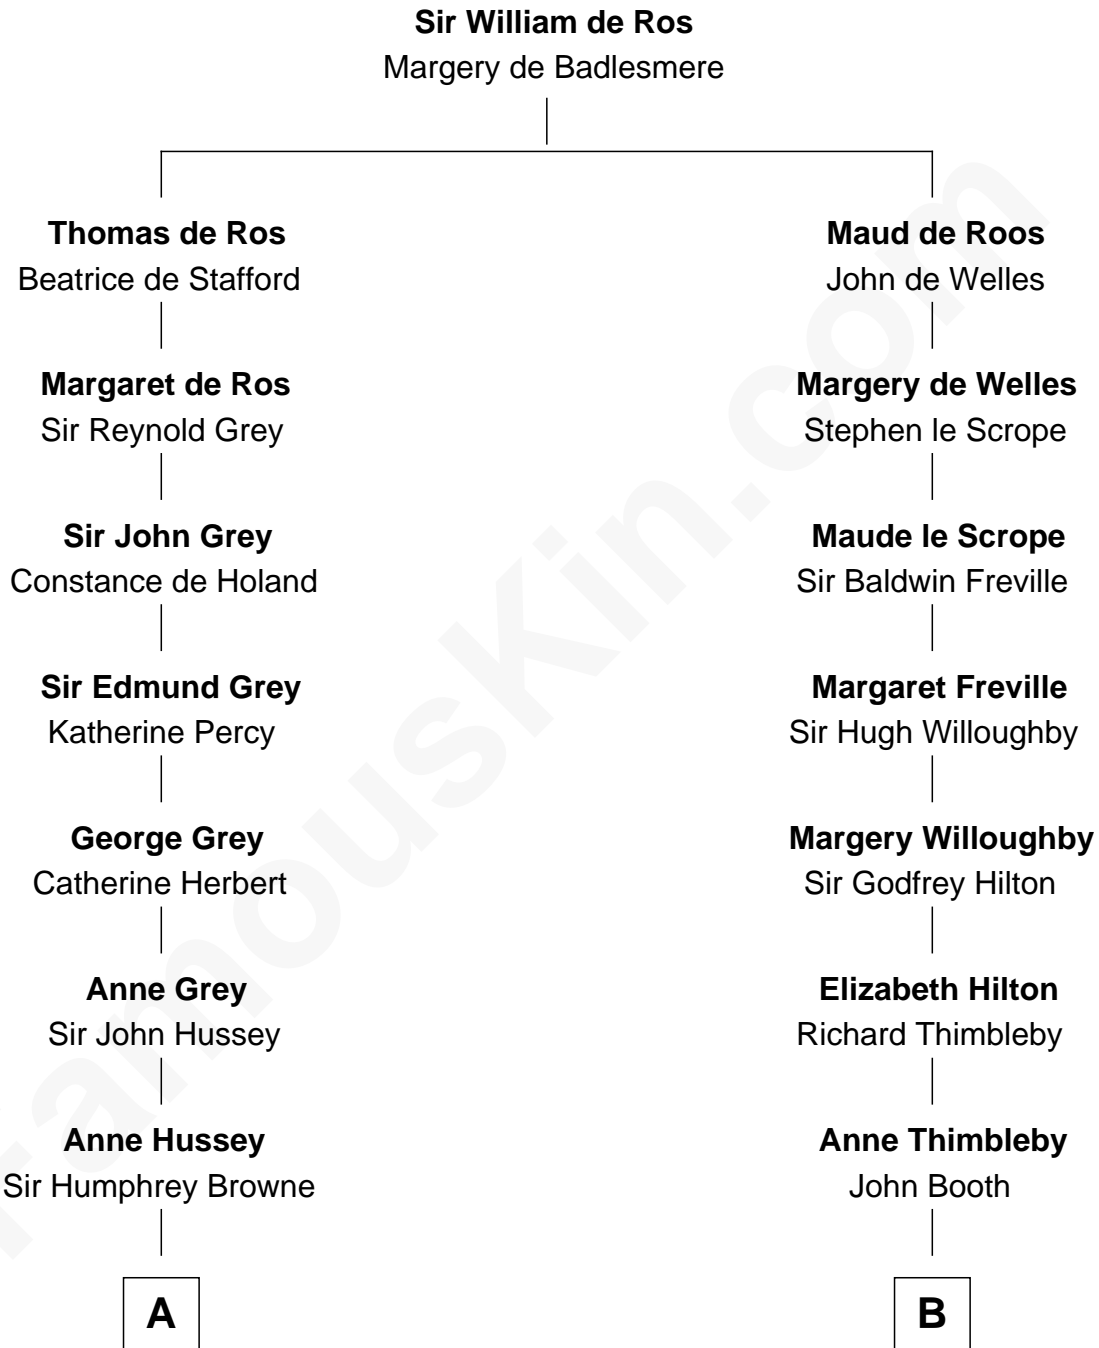 Sir William de Ros
Margery de Badlesmere
Thomas de Ros
Beatrice de Stafford
Maud de Roos
John de Welles
Margaret de Ros
Sir Reynold Grey
Margery de Welles
Stephen le Scrope
Sir John Grey
Constance de Holand
Maude le Scrope
Sir Baldwin Freville
Sir Edmund Grey
Katherine Percy
Margaret Freville
Sir Hugh Willoughby
George Grey
Catherine Herbert
Margery Willoughby
Sir Godfrey Hilton
Anne Grey
Sir John Hussey
Elizabeth Hilton
Richard Thimbleby
Anne Hussey
Sir Humphrey Browne
Anne Thimbleby
John Booth
A
B
FamousKin.com